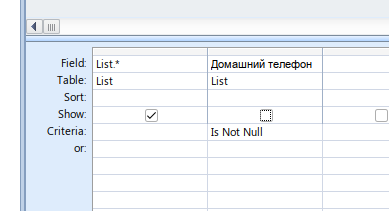 Field: List.* Домашний телефон
Table: List List
Sort:
Show:
Criteria: Is Not Null
or: